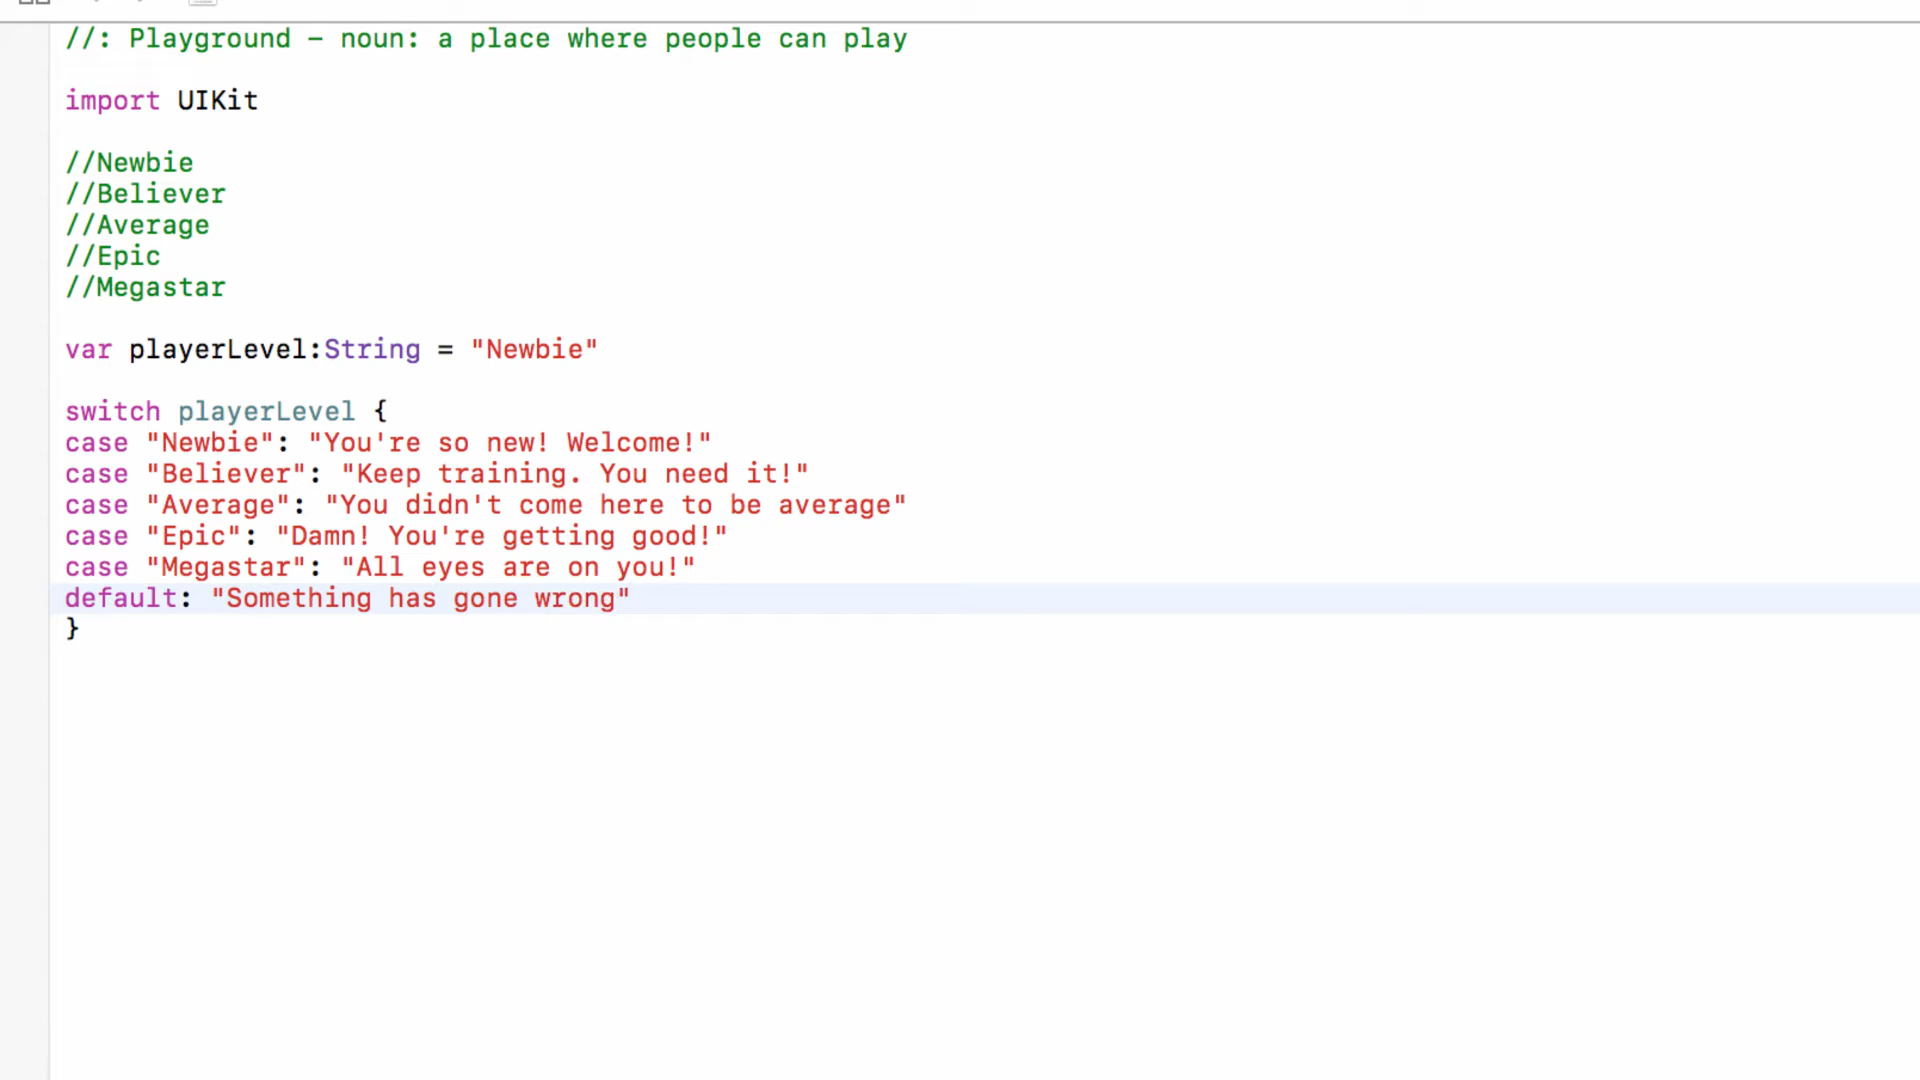 //: Playground – noun: a place where people can play
import UIKit
//Newbie
//Believer
//Average
//Epic
//Megastar
var playerLevel:String = "Newbie"
switch playerLevel {
case "Newbie": "You're so new! Welcome!"
case "Believer": "Keep training. You need it!"
case "Average": "You didn't come here to be average"
case "Epic": "Damn! You're getting good!"
case "Megastar": "All eyes are on you!"
default: "Something has gone wrong"
}